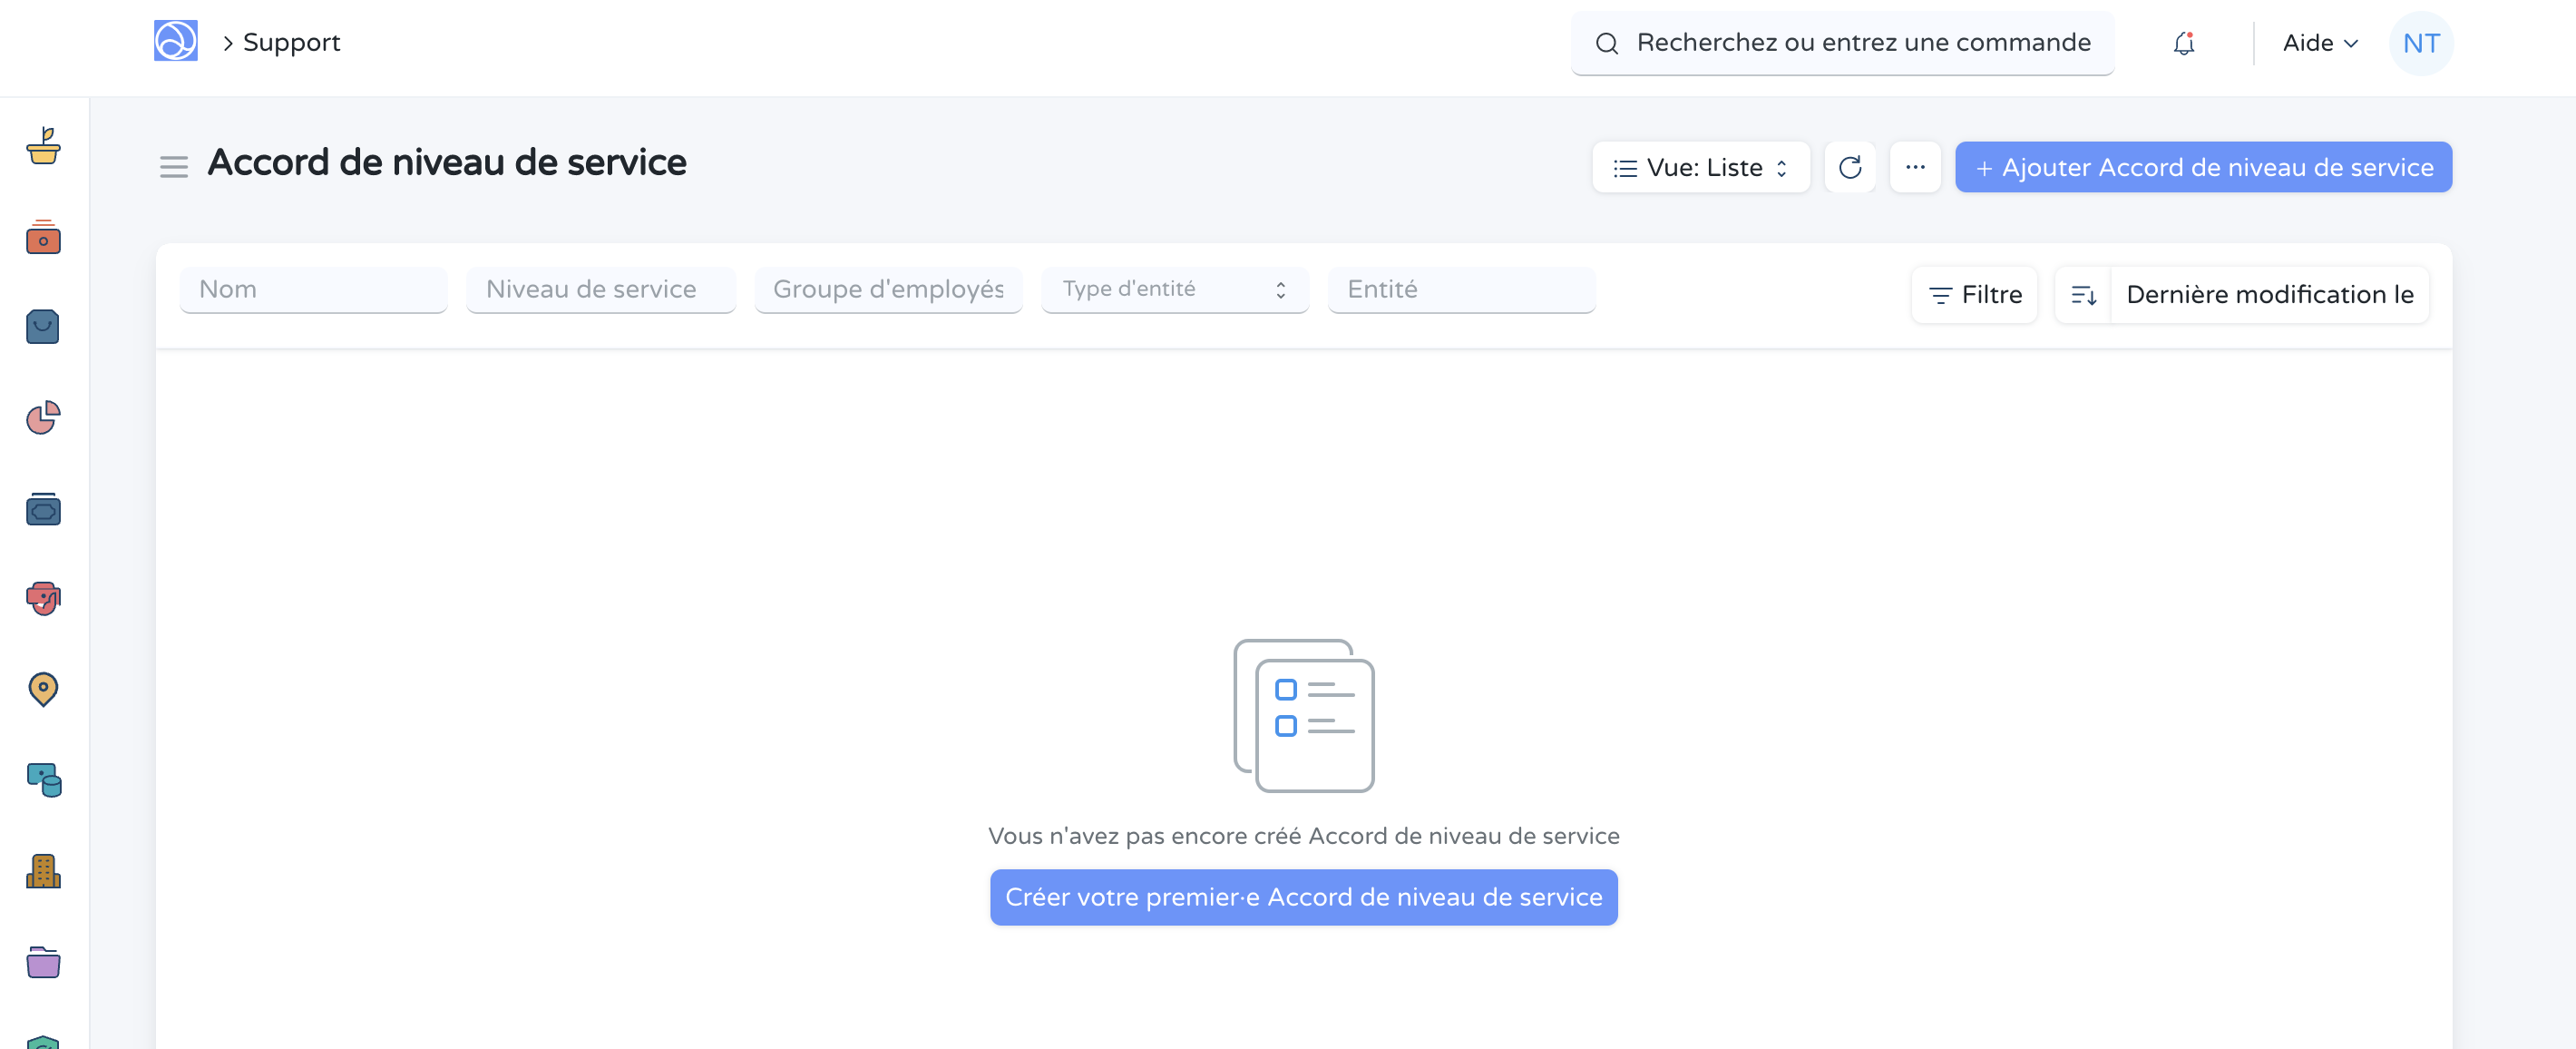 Support
Recherchez ou entrez une commande
Aide
NT
Accord de niveau de service
Vue: Liste
+ Ajouter Accord de niveau de service
Nom
Niveau de service
Groupe d'employés
Type d'entité
Entité
Filtre
Dernière modification le
Vous n'avez pas encore créé Accord de niveau de service
Créer votre premier·e Accord de niveau de service